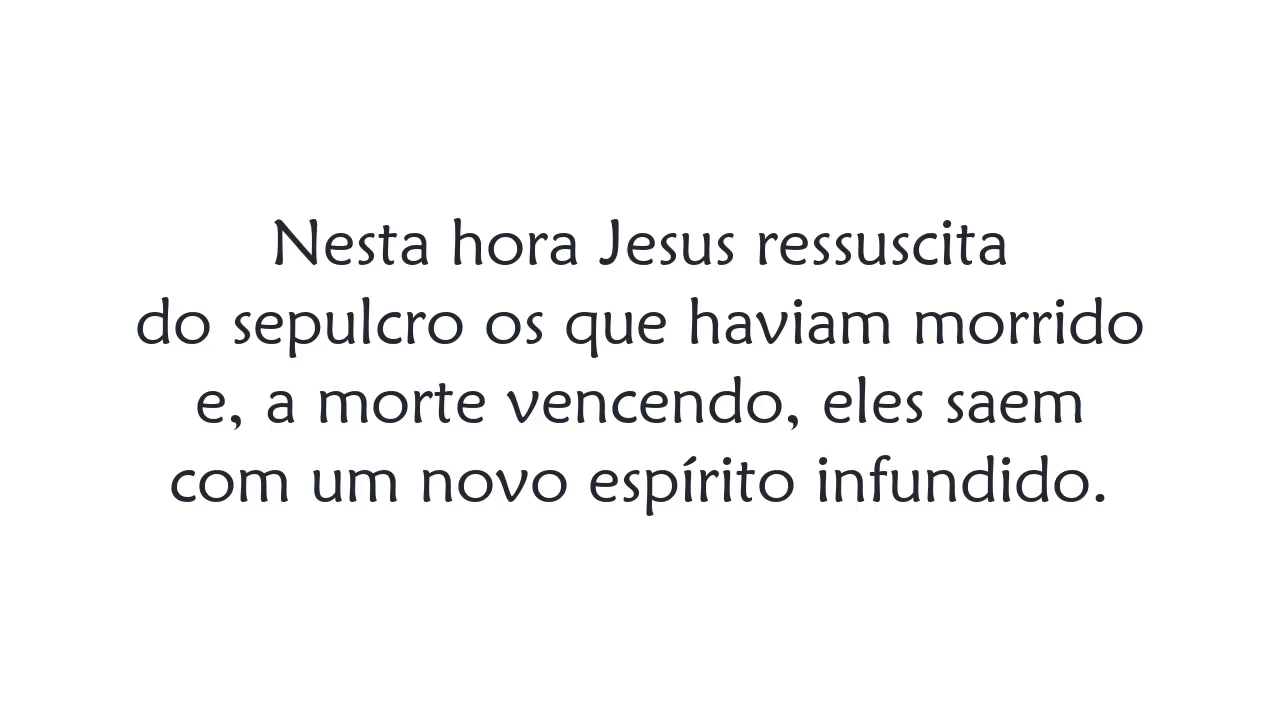 Nesta hora Jesus ressuscita
do sepulcro os que haviam morrido
e, a morte vencendo, eles saem
com um novo espírito infundido.